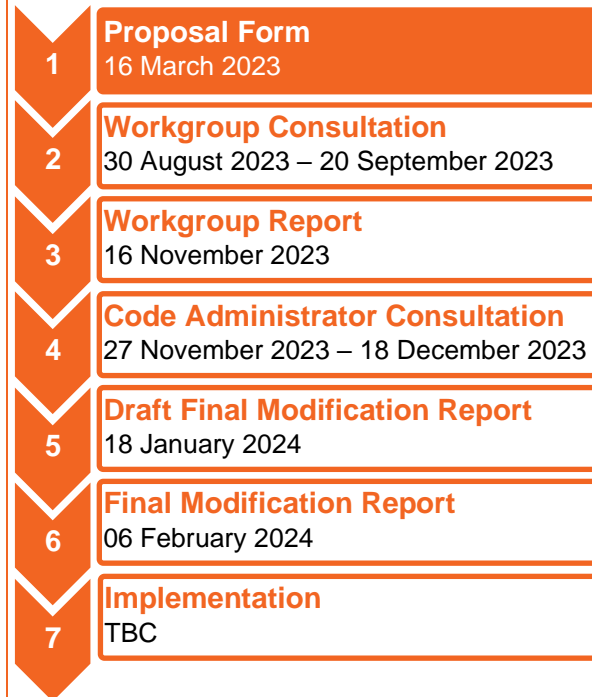 1
Proposal Form
16 March 2023
2
Workgroup Consultation
30 August 2023 – 20 September 2023
3
Workgroup Report
16 November 2023
4
Code Administrator Consultation
27 November 2023 – 18 December 2023
5
Draft Final Modification Report
18 January 2024
6
Final Modification Report
06 February 2024
7
Implementation
TBC